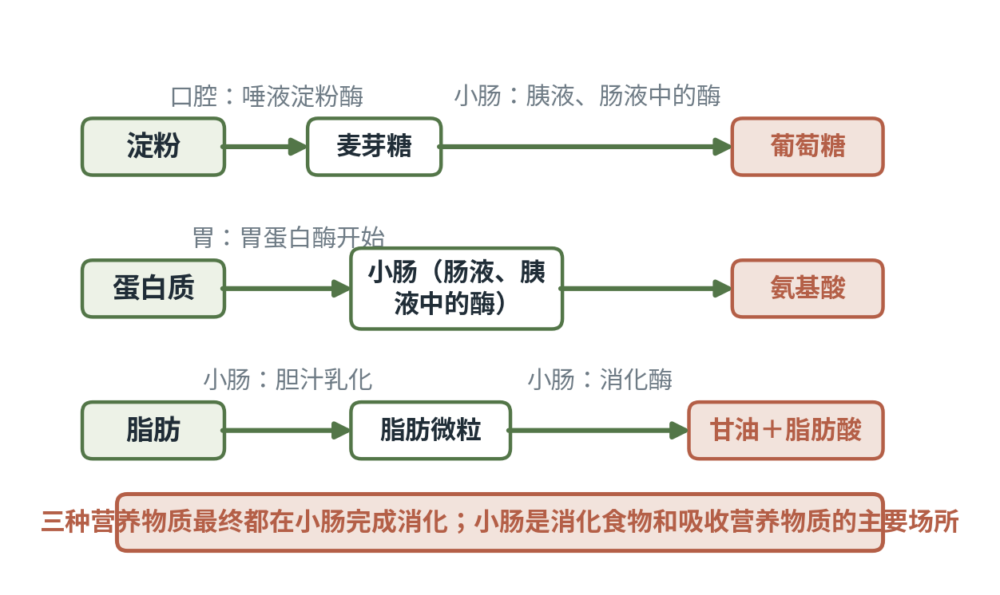 口腔：唾液淀粉酶
小肠：胰液、肠液中的酶
淀粉
麦芽糖
葡萄糖
胃：胃蛋白酶开始
蛋白质
小肠（肠液、胰
液中的酶）
氨基酸
小肠：胆汁乳化
小肠：消化酶
脂肪
脂肪微粒
甘油＋脂肪酸
三种营养物质最终都在小肠完成消化；小肠是消化食物和吸收营养物质的主要场所